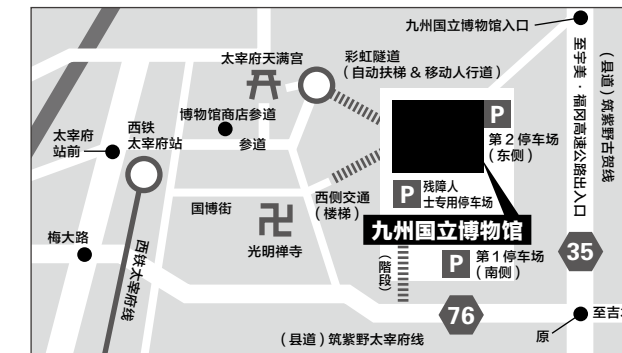 九州国立博物馆入口
太宰府天满宫
彩虹隧道
（自动扶梯 & 移动人行道）
至宇美・福冈高速公路出入口
（县道）筑紫野古贺线
博物馆商店参道
P
第2停车场
（东侧）
太宰府
站前
西铁
太宰府站
参道
P
残障人
士专用停车场
西侧交通
（楼梯）
国博街
卍
光明禅寺
九州国立博物馆
梅大路
西铁太宰府线
（階段）
P
第1停车场
（南侧）
35
76
至吉
原
（县道）筑紫野太宰府线